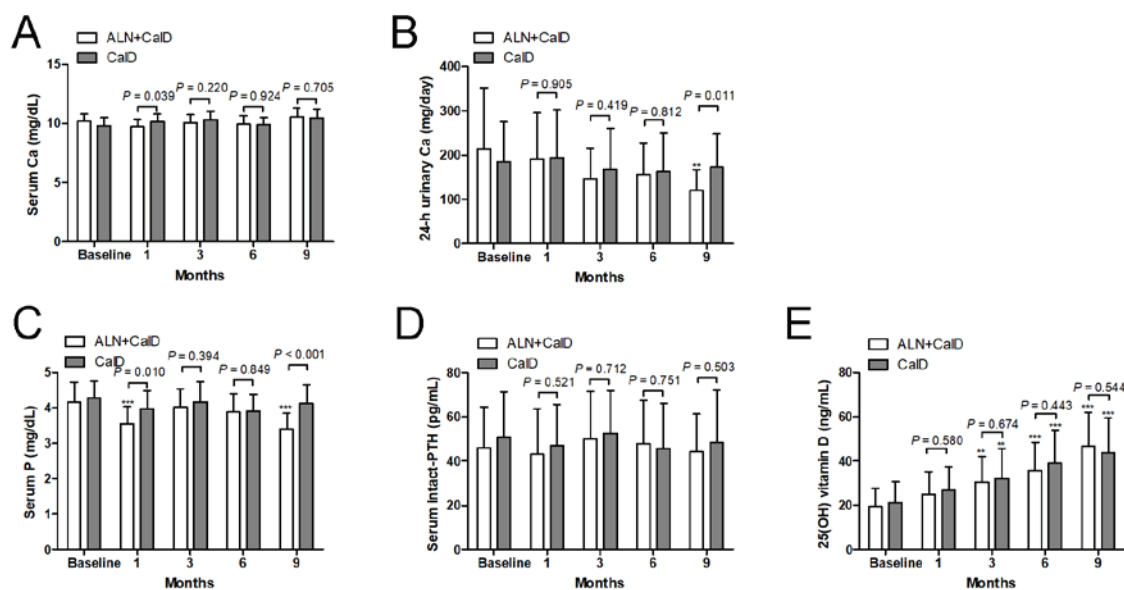 A
ALN+CalD
CalD
Serum Ca (mg/dL)
15
10
5
0
P = 0.039
P = 0.220
P = 0.924
P = 0.705
Baseline 1 3 6 9
Months
B
ALN+CalD
CalD
24-h urinary Ca (mg/day)
400
300
200
100
0
P = 0.905
P = 0.419
P = 0.812
P = 0.011
**
Baseline 1 3 6 9
Months
C
ALN+CalD
CalD
Serum P (mg/dL)
5
4
3
2
1
0
P = 0.010
P = 0.394
P = 0.849
P < 0.001
***
***
Baseline 1 3 6 9
Months
D
ALN+CalD
CalD
Serum Intact-PTH (pg/mL)
80
60
40
20
0
P = 0.521
P = 0.712
P = 0.751
P = 0.503
Baseline 1 3 6 9
Months
E
ALN+CalD
CalD
25(OH) vitamin D (ng/mL)
80
60
40
20
0
P = 0.580
P = 0.674
P = 0.443
P = 0.544
** **
*** ***
*** ***
Baseline 1 3 6 9
Months